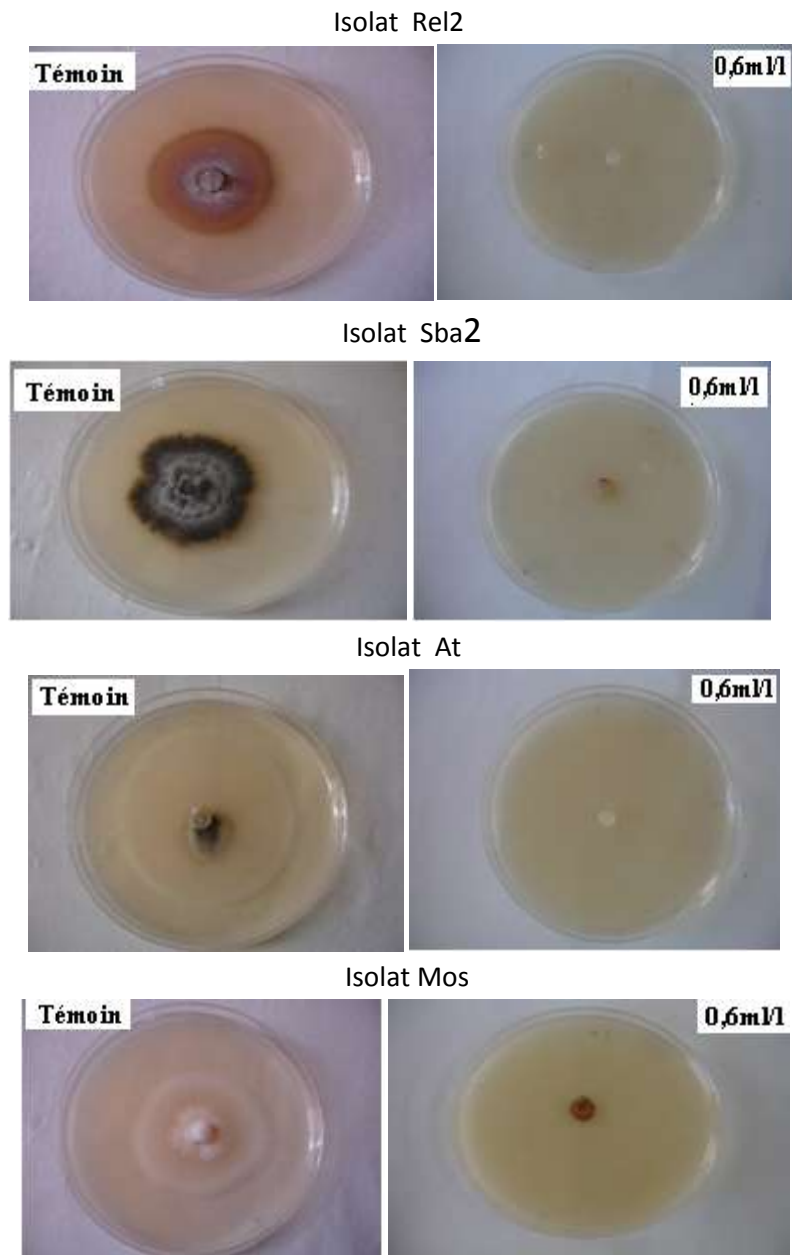 Isolat Rel2
Témoin
0,6ml/l
Isolat Sba2
Témoin
0,6ml/l
Isolat At
Témoin
0,6ml/l
Isolat Mos
Témoin
0,6ml/l